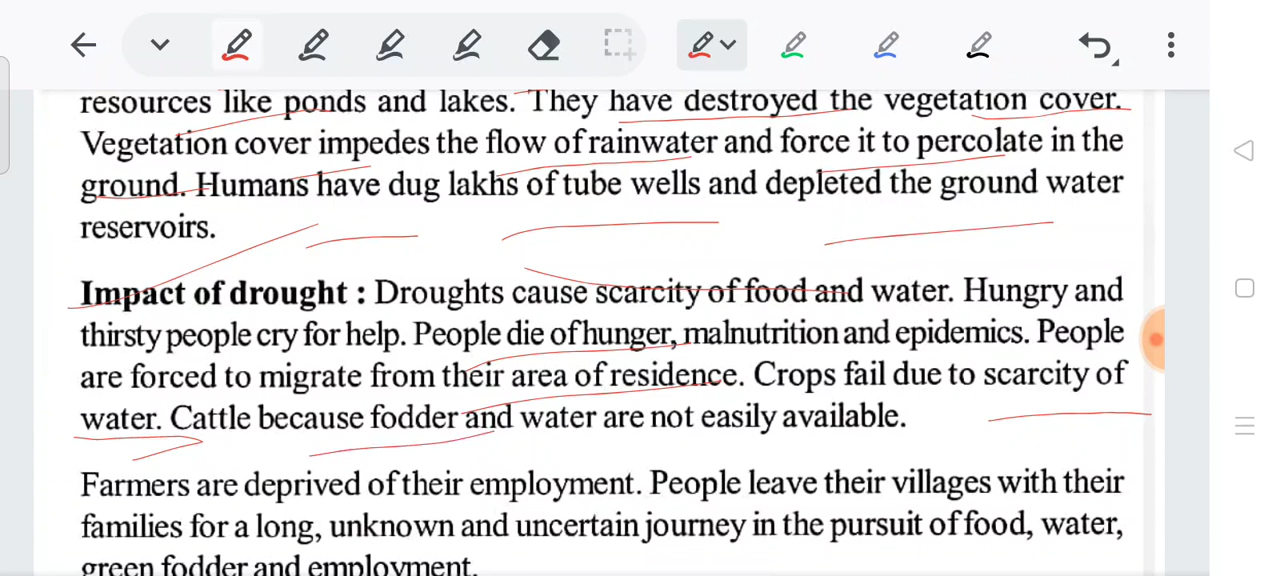 resources like ponds and lakes. They have destroyed the vegetation cover.
Vegetation cover impedes the flow of rainwater and force it to percolate in the
ground. Humans have dug lakhs of tube wells and depleted the ground water
reservoirs.
Impact of drought : Droughts cause scarcity of food and water. Hungry and
thirsty people cry for help. People die of hunger, malnutrition and epidemics. People
are forced to migrate from their area of residence. Crops fail due to scarcity of
water. Cattle because fodder and water are not easily available.
Farmers are deprived of their employment. People leave their villages with their
families for a long, unknown and uncertain journey in the pursuit of food, water,
green fodder and employment.